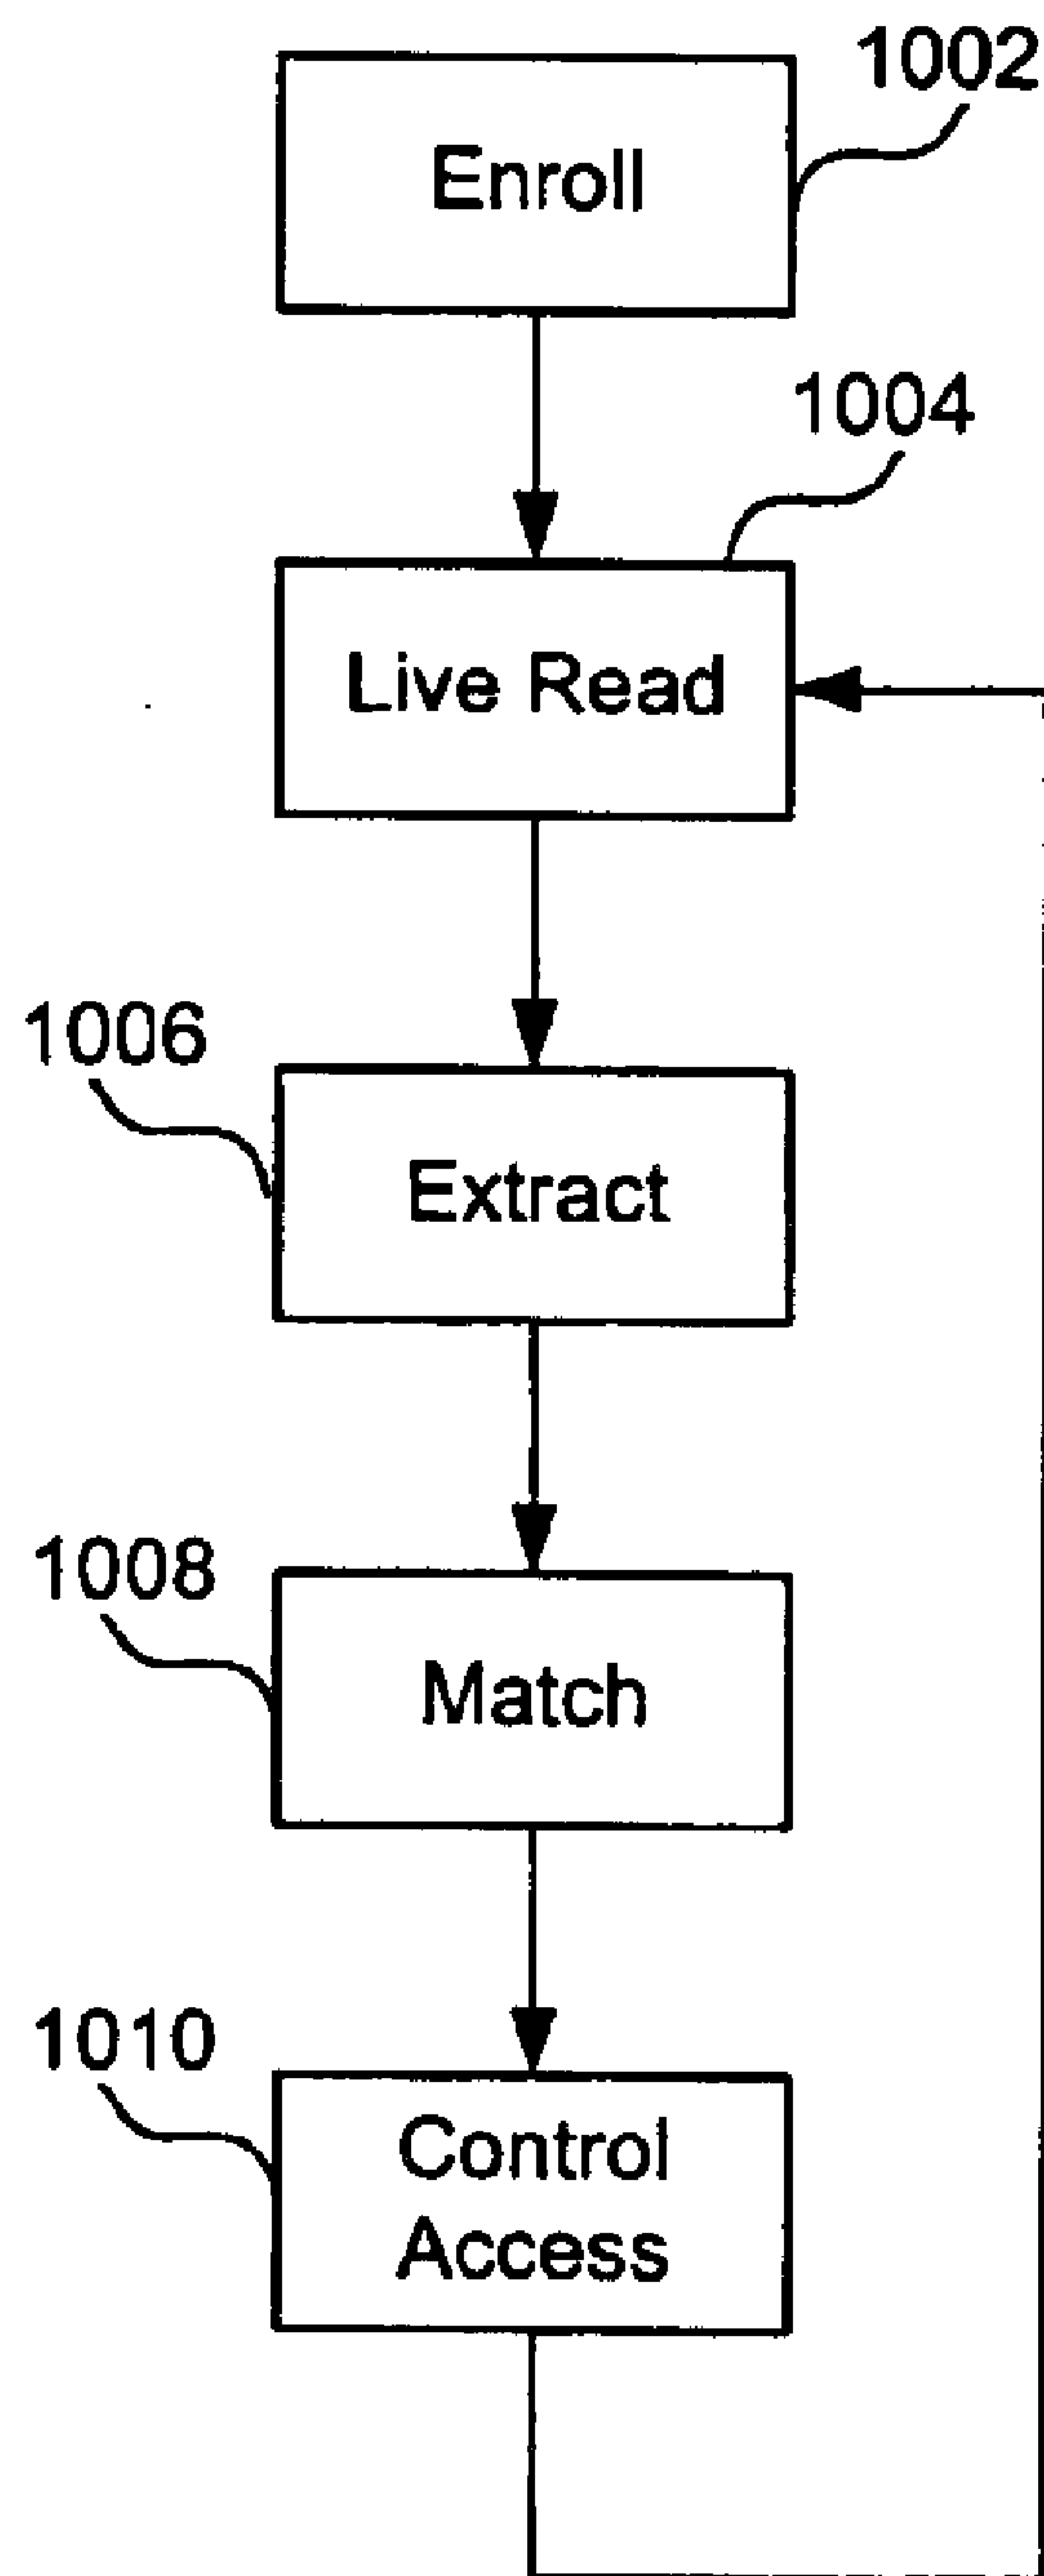 1002
Enroll
1004
Live Read
1006
Extract
1008
Match
1010
Control
Access